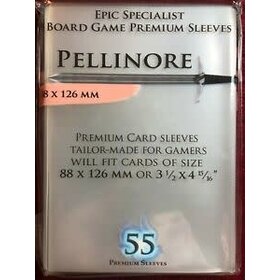 Epic Specialist
Board Game Premium Sleeves
Pellinore
8 x 126 mm
Premium Card sleeves
tailor-made for gamers
will fit cards of size
88 x 126 mm or 3 1/2 x 4 15/16"
55
Premium Sleeves